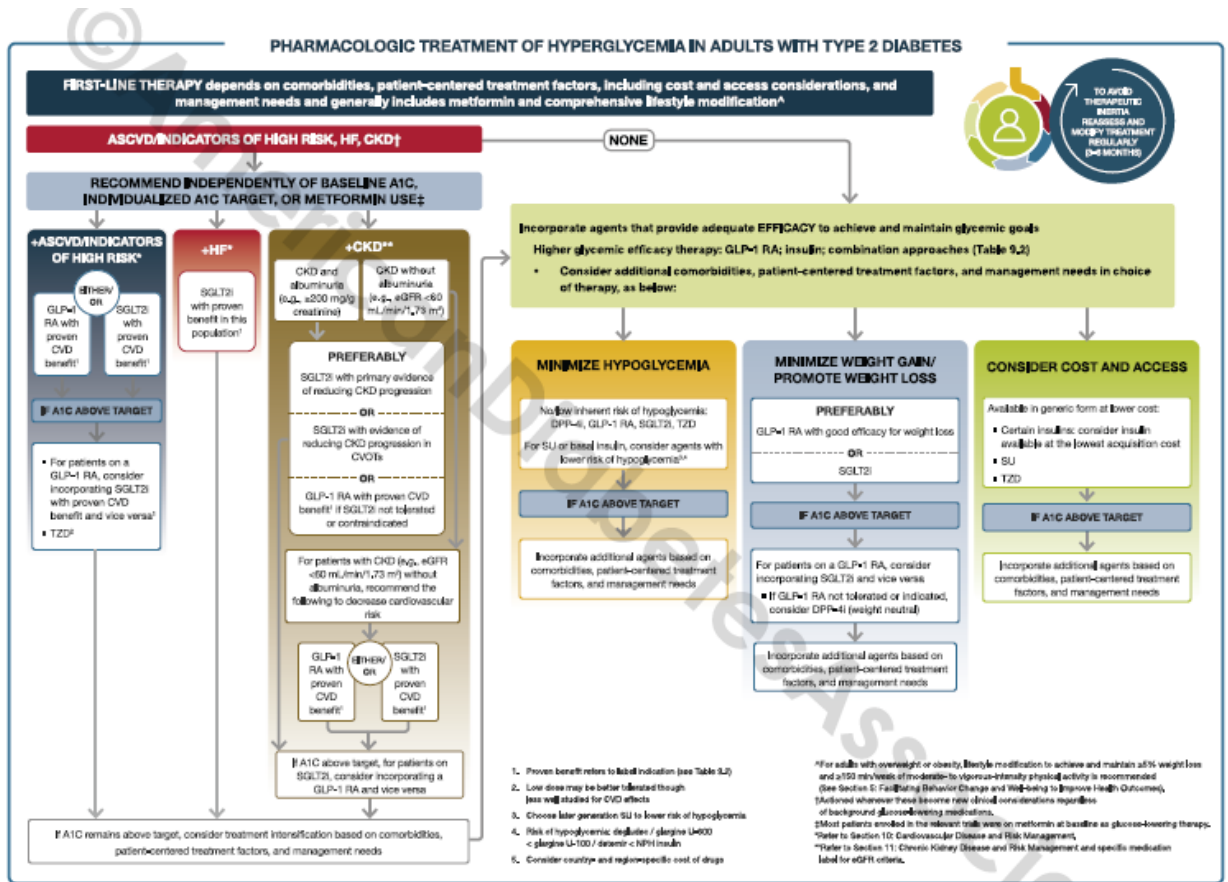 © American Diabetes Association
PHARMACOLOGIC TREATMENT OF HYPERGLYCEMIA IN ADULTS WITH TYPE 2 DIABETES
FIRST-LINE THERAPY depends on comorbidities, patient-centered treatment factors, including cost and access considerations, and
management needs and generally includes metformin and comprehensive lifestyle modification^
TO AVOID
THERAPEUTIC
INERTIA
REASSESS AND
MODIFY TREATMENT
REGULARLY
(3–6 MONTHS)
ASCVD/INDICATORS OF HIGH RISK, HF, CKD†
NONE
RECOMMEND INDEPENDENTLY OF BASELINE A1C,
INDIVIDUALIZED A1C TARGET, OR METFORMIN USE‡
+ASCVD/INDICATORS
OF HIGH RISK*
EITHER/
OR
GLP-1
RA with
proven
CVD
benefit¹
SGLT2i
with
proven
CVD
benefit¹
IF A1C ABOVE TARGET
▪ For patients on a
GLP-1 RA, consider
incorporating SGLT2i
with proven CVD
benefit and vice versa¹
▪ TZD²
+HF*
SGLT2i
with proven
benefit in this
population¹
+CKD**
CKD and
albuminuria
(e.g., ≥200 mg/g
creatinine)
CKD without
albuminuria
(e.g., eGFR <60
mL/min/1.73 m²)
PREFERABLY
SGLT2i with primary evidence
of reducing CKD progression
OR
SGLT2i with evidence of
reducing CKD progression in
CVOTs
OR
GLP-1 RA with proven CVD
benefit¹ if SGLT2i not tolerated
or contraindicated
For patients with CKD (e.g., eGFR
<60 mL/min/1.73 m²) without
albuminuria, recommend the
following to decrease cardiovascular
risk
GLP-1
RA with
proven
CVD
benefit¹
EITHER/
OR
SGLT2i
with
proven
CVD
benefit¹
If A1C above target, for patients on
SGLT2i, consider incorporating a
GLP-1 RA and vice versa
If A1C remains above target, consider treatment intensification based on comorbidities,
patient-centered treatment factors, and management needs
Incorporate agents that provide adequate EFFICACY to achieve and maintain glycemic goals
Higher glycemic efficacy therapy: GLP-1 RA; insulin; combination approaches (Table 9.2)
• Consider additional comorbidities, patient-centered treatment factors, and management needs in choice
of therapy, as below:
MINIMIZE HYPOGLYCEMIA
No/low inherent risk of hypoglycemia:
DPP-4i, GLP-1 RA, SGLT2i, TZD
For SU or basal insulin, consider agents with
lower risk of hypoglycemia³,⁴
IF A1C ABOVE TARGET
Incorporate additional agents based on
comorbidities, patient-centered treatment
factors, and management needs
MINIMIZE WEIGHT GAIN/
PROMOTE WEIGHT LOSS
PREFERABLY
GLP-1 RA with good efficacy for weight loss
OR
SGLT2i
IF A1C ABOVE TARGET
For patients on a GLP-1 RA, consider
incorporating SGLT2i and vice versa
▪ If GLP-1 RA not tolerated or indicated,
consider DPP-4i (weight neutral)
Incorporate additional agents based on
comorbidities, patient-centered treatment
factors, and management needs
CONSIDER COST AND ACCESS
Available in generic form at lower cost:
▪ Certain insulins: consider insulin
available at the lowest acquisition cost
▪ SU
▪ TZD
IF A1C ABOVE TARGET
Incorporate additional agents based on
comorbidities, patient-centered treatment
factors, and management needs
1. Proven benefit refers to label indication (see Table 9.2)
2. Low dose may be better tolerated though
less well studied for CVD effects
3. Choose later generation SU to lower risk of hypoglycemia
4. Risk of hypoglycemia: degludec / glargine U-300
< glargine U-100 / detemir < NPH insulin
5. Consider country- and region-specific cost of drugs
^For adults with overweight or obesity, lifestyle modification to achieve and maintain ≥5% weight loss
and ≥150 min/week of moderate- to vigorous-intensity physical activity is recommended
(See Section 5: Facilitating Behavior Change and Well-being to Improve Health Outcomes).
†Actioned whenever these become new clinical considerations regardless
of background glucose-lowering medications.
‡Most patients enrolled in the relevant trials were on metformin at baseline as glucose-lowering therapy.
*Refer to Section 10: Cardiovascular Disease and Risk Management.
**Refer to Section 11: Chronic Kidney Disease and Risk Management and specific medication
label for eGFR criteria.